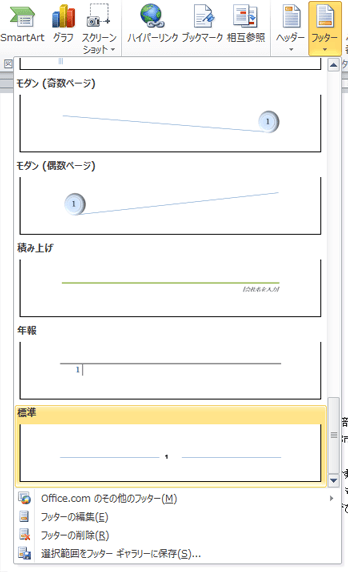 SmartArt グラフ スクリーンショット ハイパーリンク ブックマーク 相互参照 ヘッダー フッター
図
モダン (奇数ページ)
1
モダン (偶数ページ)
1
積み上げ
[会社名を入力]
年報
1
標準
1
Office.com のその他のフッター(M)
フッターの編集(E)
フッターの削除(R)
選択範囲をフッター ギャラリーに保存(S)...